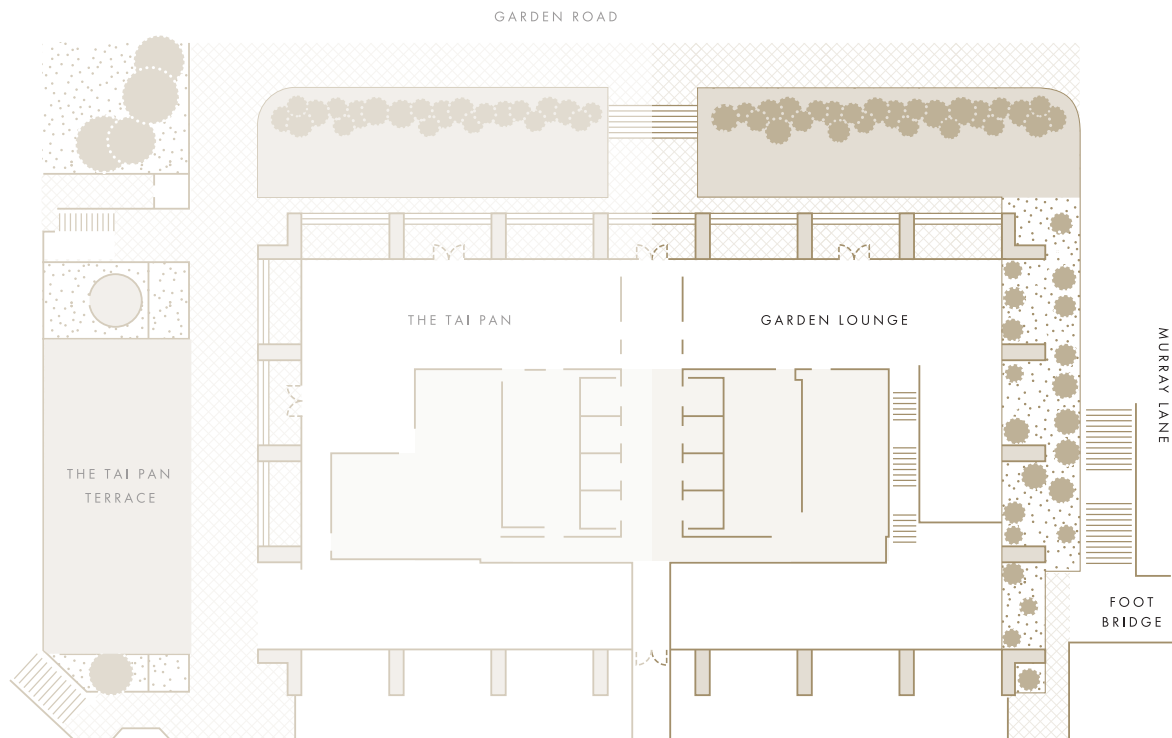 GARDEN ROAD
THE TAI PAN
GARDEN LOUNGE
MURRAY LANE
THE TAI PAN
TERRACE
FOOT
BRIDGE